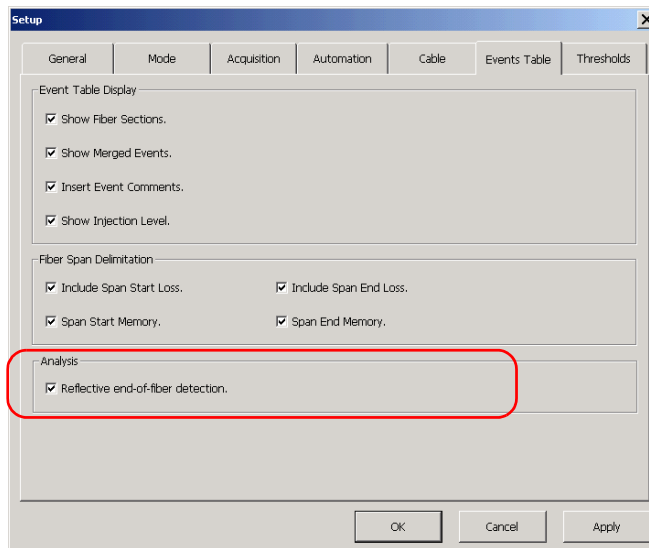 Setup
General Mode Acquisition Automation Cable Events Table Thresholds
Event Table Display
Show Fiber Sections.
Show Merged Events.
Insert Event Comments.
Show Injection Level.
Fiber Span Delimitation
Include Span Start Loss. Include Span End Loss.
Span Start Memory. Span End Memory.
Analysis
Reflective end-of-fiber detection.
OK Cancel Apply